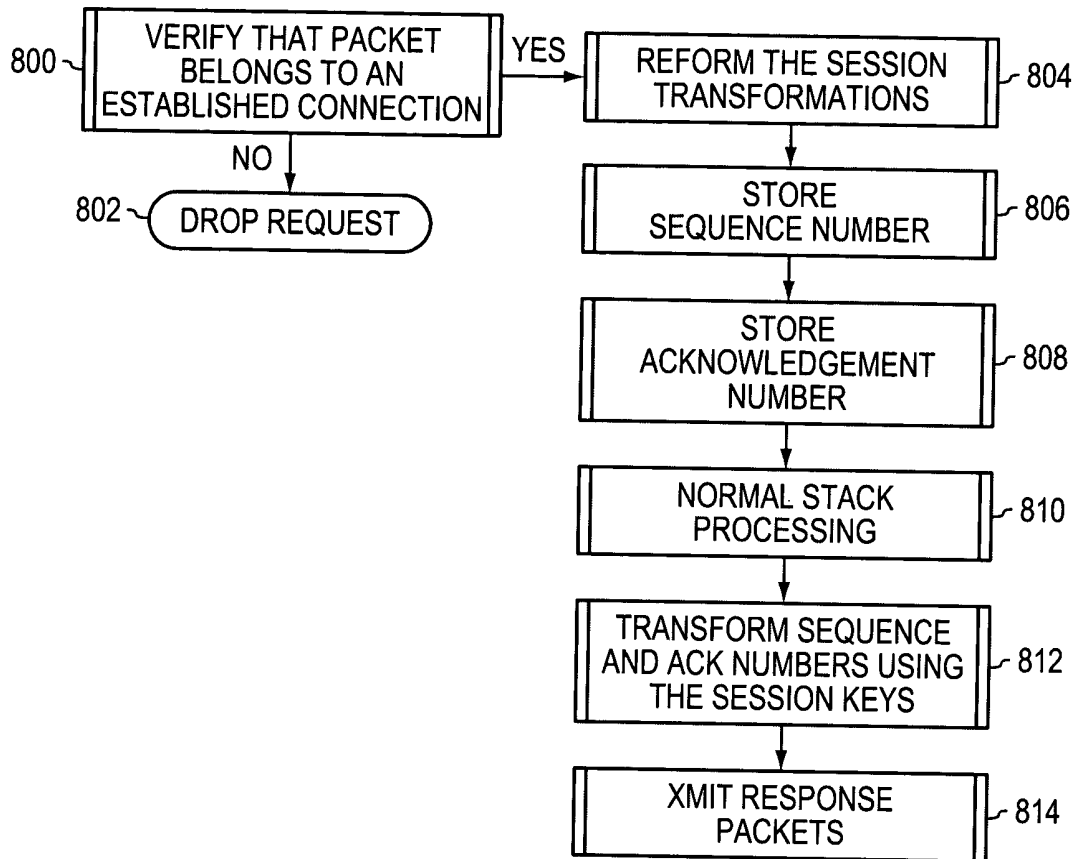 800
VERIFY THAT PACKET
BELONGS TO AN
ESTABLISHED CONNECTION
YES
NO
802
DROP REQUEST
REFORM THE SESSION
TRANSFORMATIONS
804
STORE
SEQUENCE NUMBER
806
STORE
ACKNOWLEDGEMENT
NUMBER
808
NORMAL STACK
PROCESSING
810
TRANSFORM SEQUENCE
AND ACK NUMBERS USING
THE SESSION KEYS
812
XMIT RESPONSE
PACKETS
814